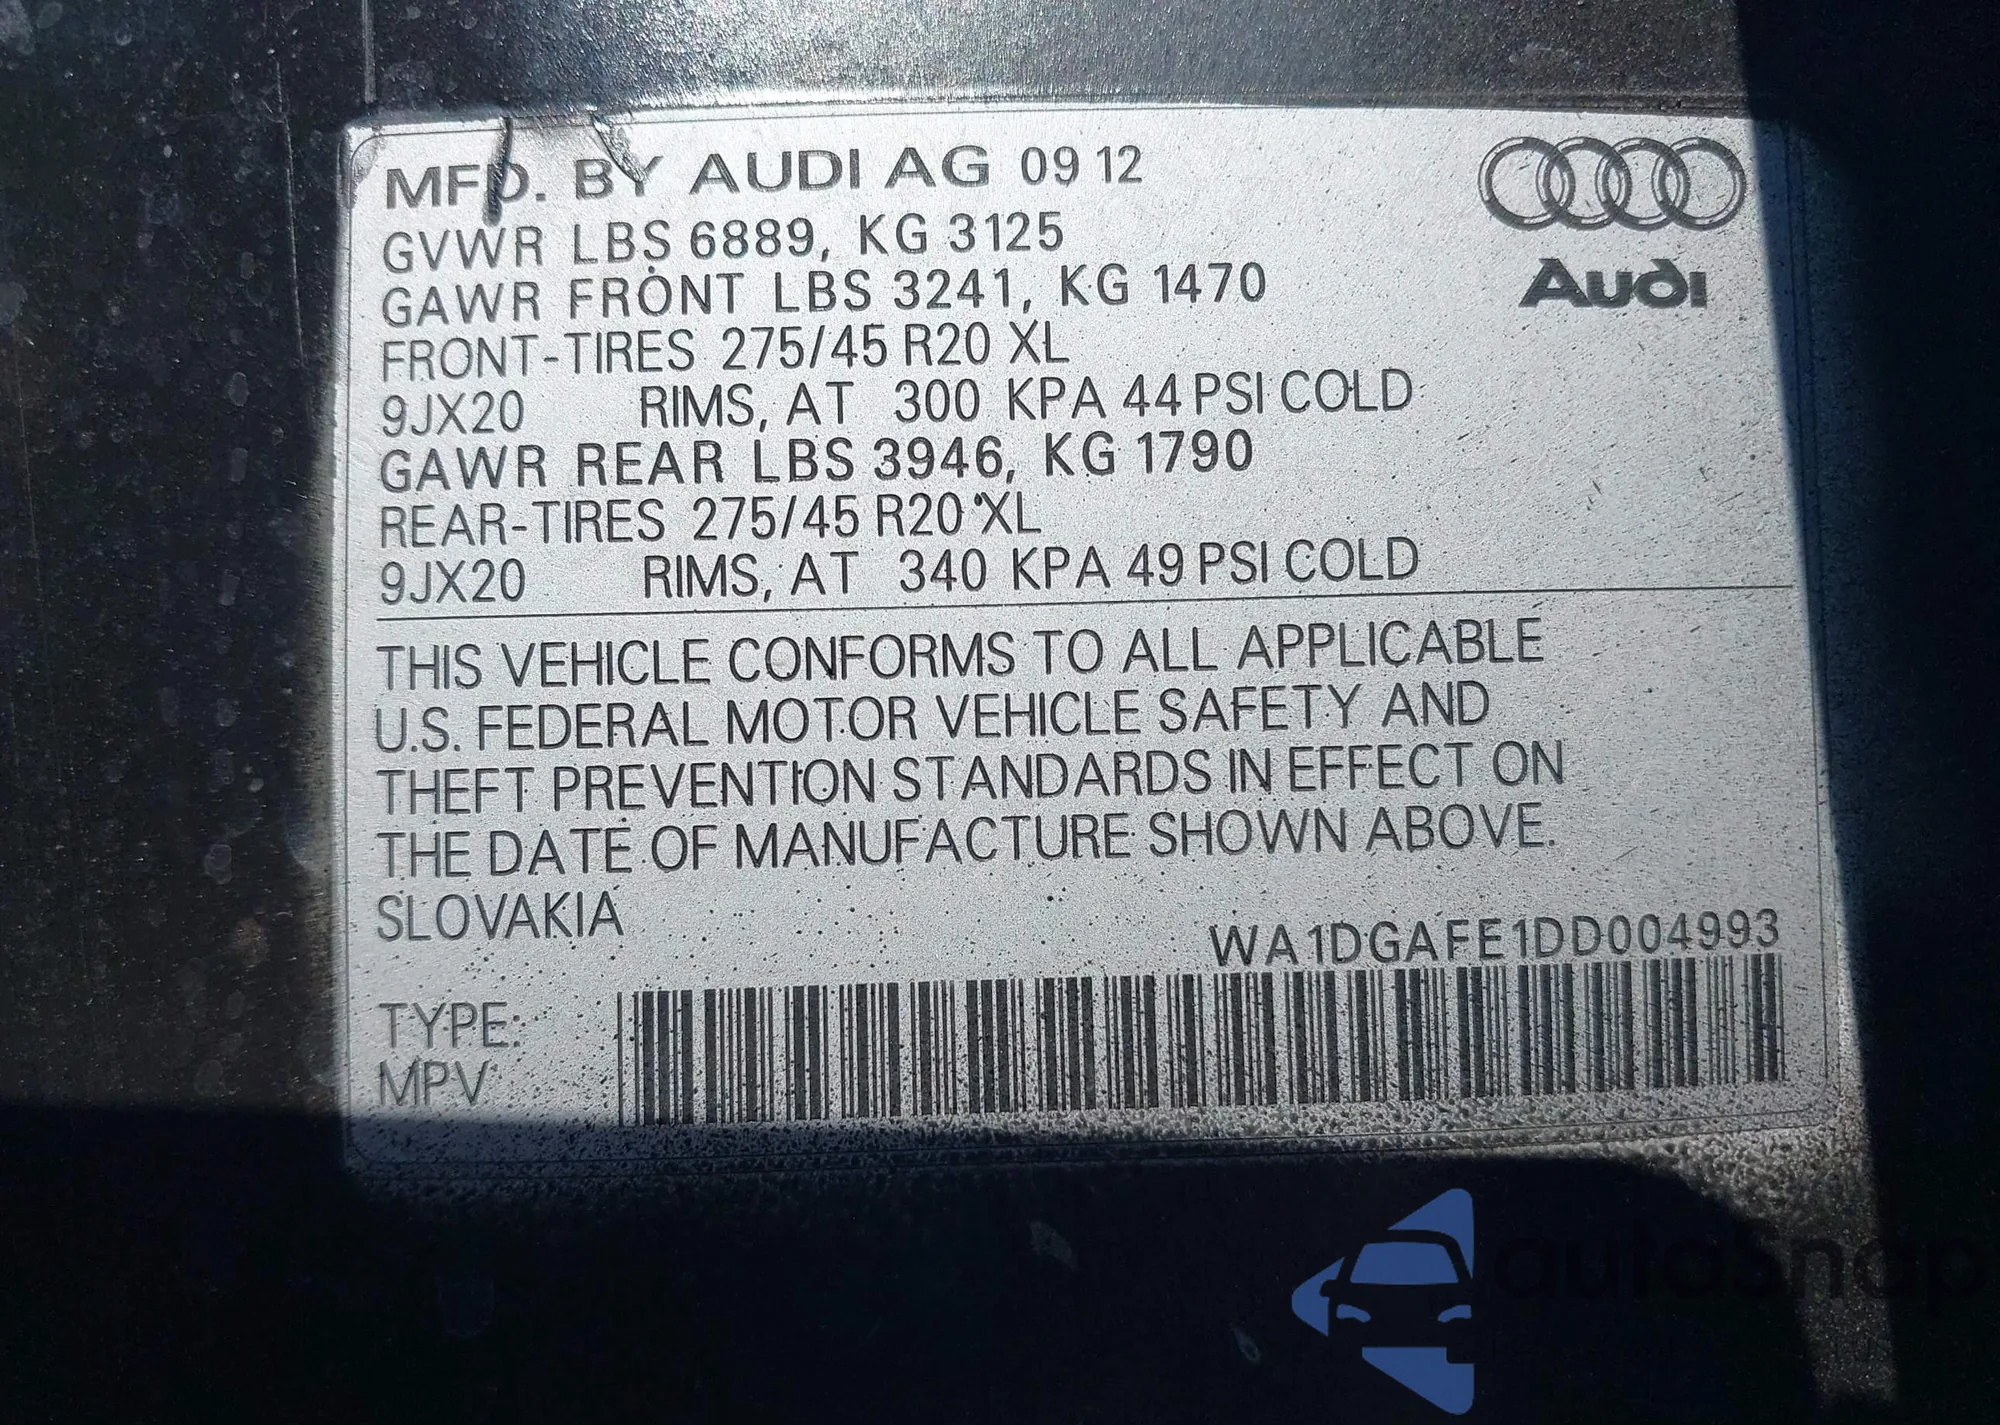 MFD. BY AUDI AG 09 12
GVWR LBS 6889, KG 3125
GAWR FRONT LBS 3241, KG 1470
FRONT-TIRES 275/45 R20 XL
9JX20 RIMS, AT 300 KPA 44 PSI COLD
GAWR REAR LBS 3946, KG 1790
REAR-TIRES 275/45 R20 XL
9JX20 RIMS, AT 340 KPA 49 PSI COLD
Audi
THIS VEHICLE CONFORMS TO ALL APPLICABLE
U.S. FEDERAL MOTOR VEHICLE SAFETY AND
THEFT PREVENTION STANDARDS IN EFFECT ON
THE DATE OF MANUFACTURE SHOWN ABOVE.
SLOVAKIA
WA1DGAFE1DD004993
TYPE:
MPV
autosnap